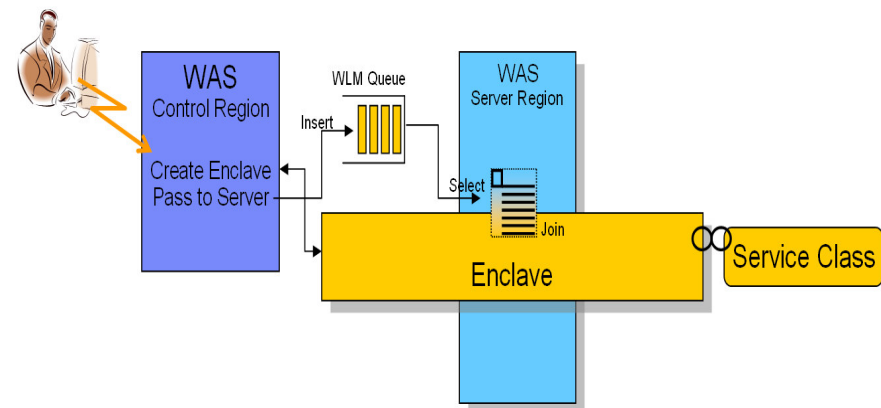 WAS
Control Region
Create Enclave
Pass to Server
Insert
WLM Queue
WAS
Server Region
Select
Join
Enclave
Service Class